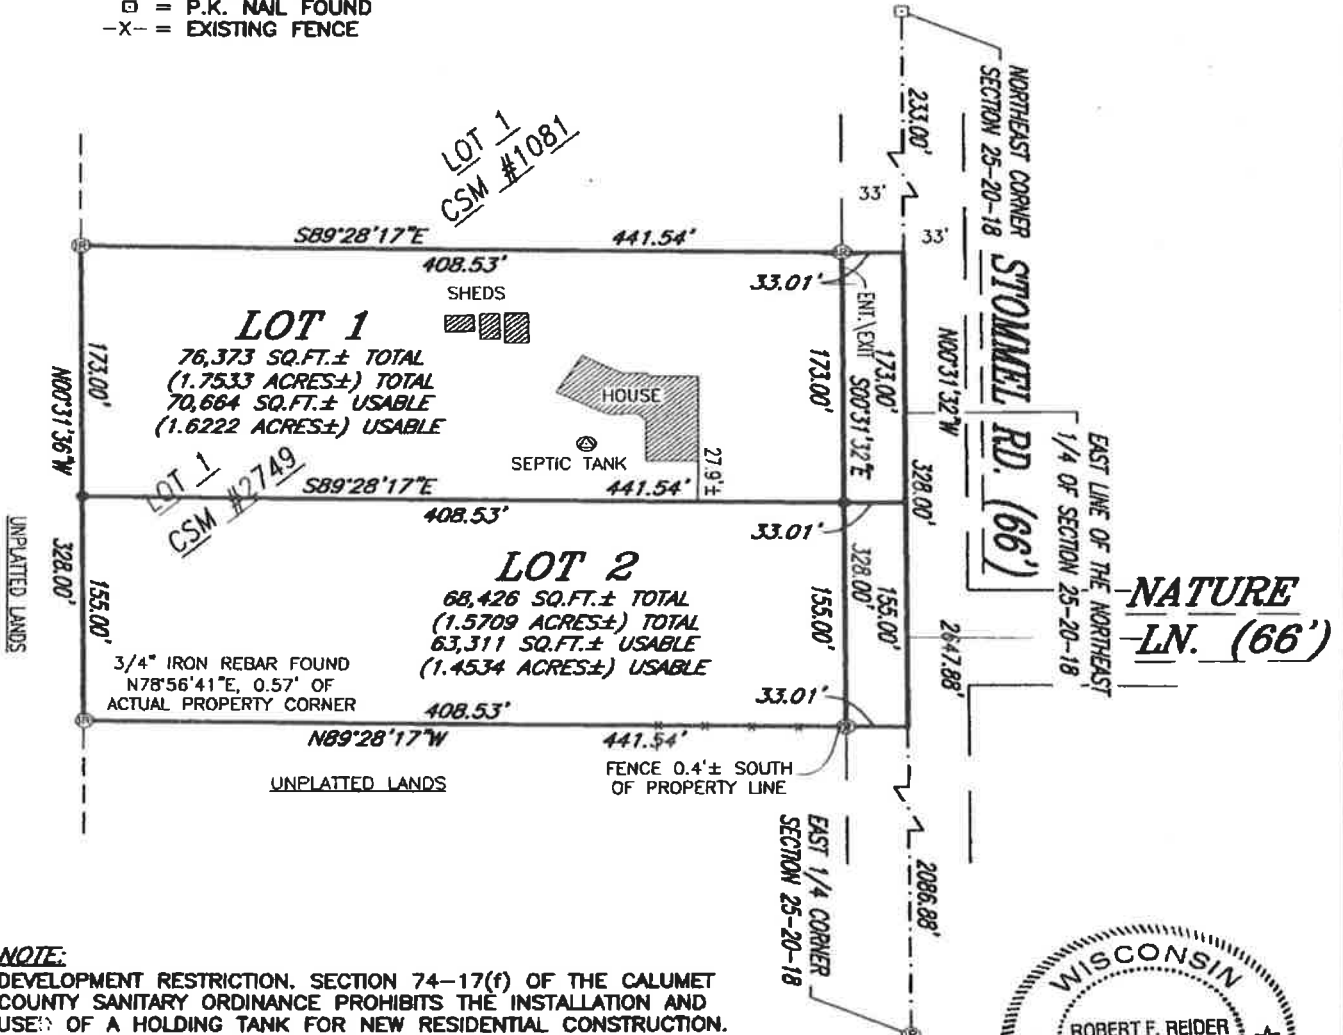 = P.K. NAIL FOUND
-X- = EXISTING FENCE
NORTHEAST CORNER
SECTION 25-20-18
233.00'
LOT 1
CSM #1081
33'
33'
STOMMEL RD. (66')
S89°28'17"E 441.54'
408.53'
33.01'
SHEDS
LOT 1
76,373 SQ.FT.± TOTAL
(1.7533 ACRES±) TOTAL
70,664 SQ.FT.± USABLE
(1.6222 ACRES±) USABLE
HOUSE
SEPTIC TANK
27.9'±
ENT.\EXIT
173.00'
173.00'
S00°31'32"E
N00°31'32"W
173.00'
N00°31'36"W
328.00'
EAST LINE OF THE NORTHEAST
1/4 OF SECTION 25-20-18
LOT 1
CSM #2749
S89°28'17"E 441.54'
408.53'
33.01'
UNPLATTED LANDS
328.00'
155.00'
LOT 2
68,426 SQ.FT.± TOTAL
(1.5709 ACRES±) TOTAL
63,311 SQ.FT.± USABLE
(1.4534 ACRES±) USABLE
155.00'
328.00'
155.00'
2647.88'
NATURE
LN. (66')
3/4" IRON REBAR FOUND
N78°56'41"E, 0.57' OF
ACTUAL PROPERTY CORNER
408.53'
33.01'
N89°28'17"W 441.54'
UNPLATTED LANDS
FENCE 0.4'± SOUTH
OF PROPERTY LINE
EAST 1/4 CORNER
SECTION 25-20-18
2086.88'
NOTE:
DEVELOPMENT RESTRICTION. SECTION 74-17(f) OF THE CALUMET
COUNTY SANITARY ORDINANCE PROHIBITS THE INSTALLATION AND
USE OF A HOLDING TANK FOR NEW RESIDENTIAL CONSTRUCTION.
WISCONSIN
ROBERT F. REIDER